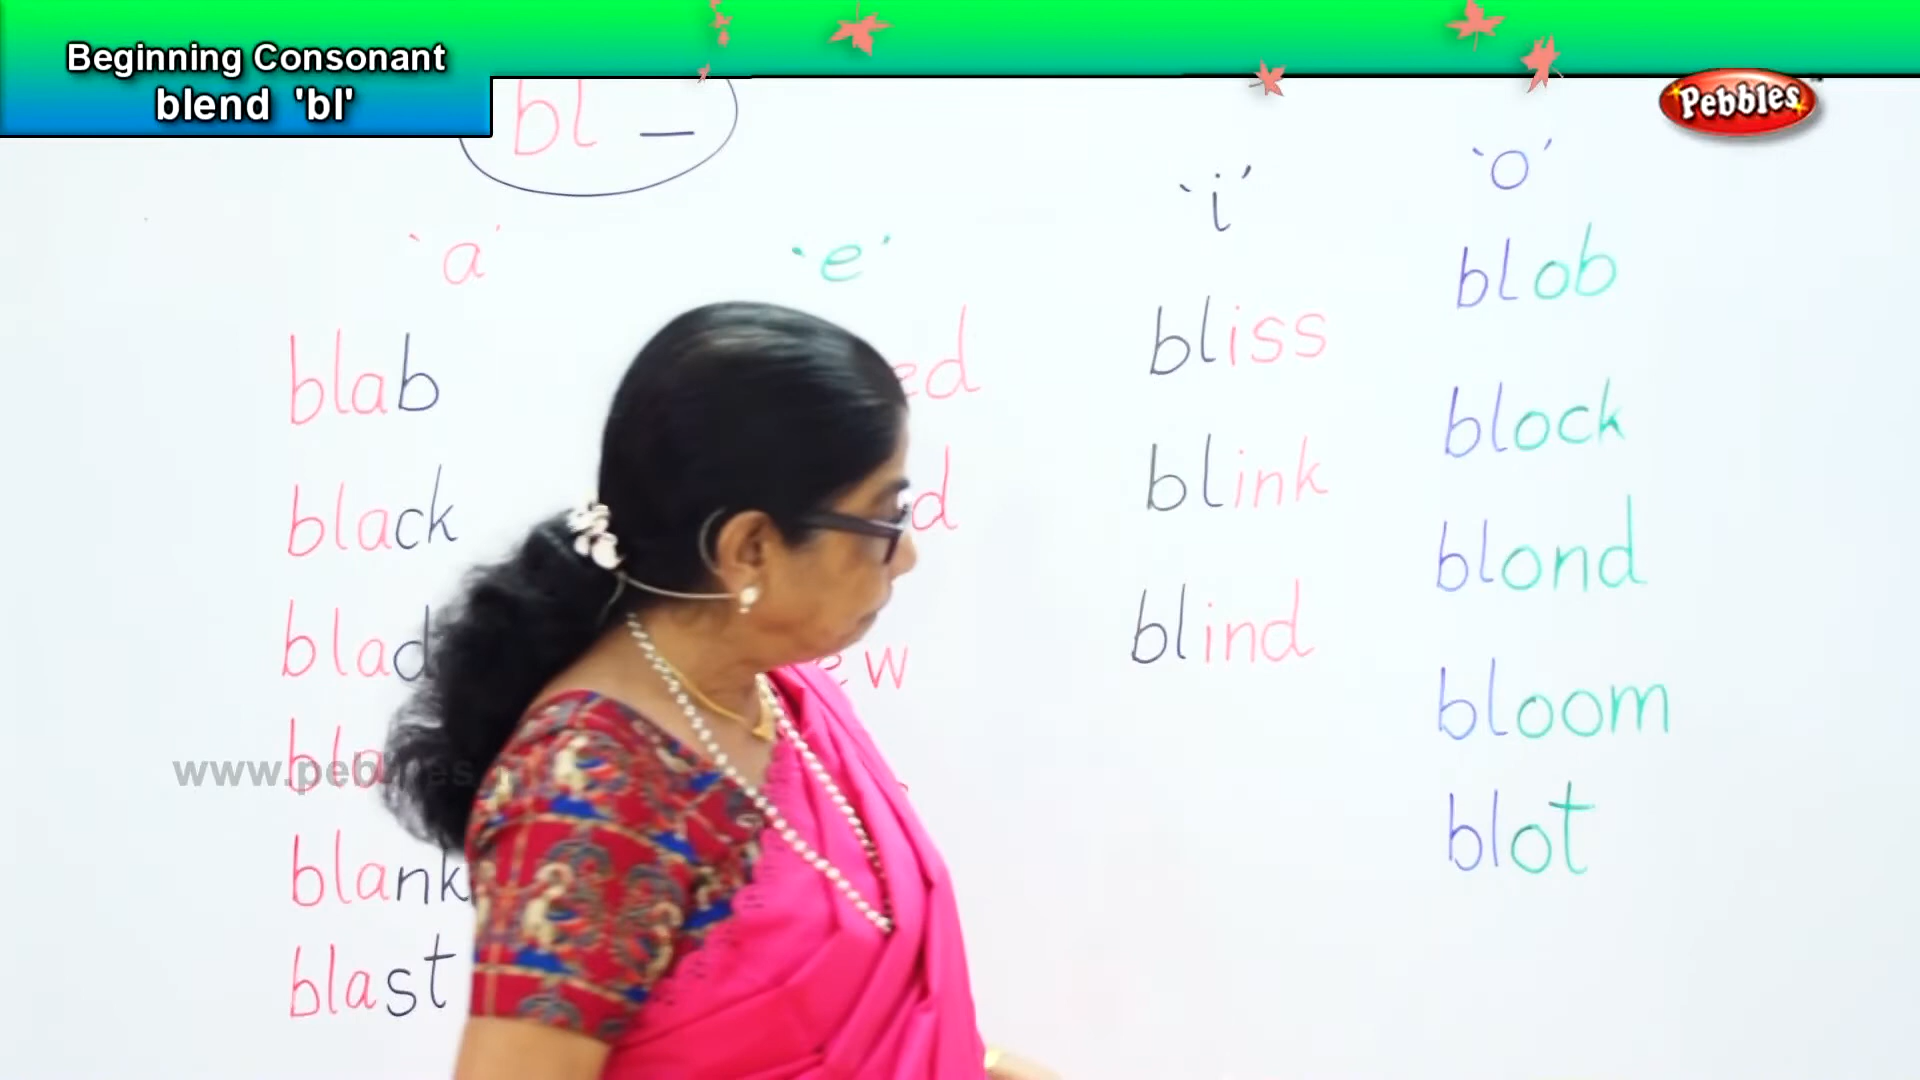 Beginning Consonant
blend 'bl'
Pebbles
bl _
'a'
blab
black
blank
blast
'e'
'i'
bliss
blink
blind
'o'
blob
block
blond
bloom
blot